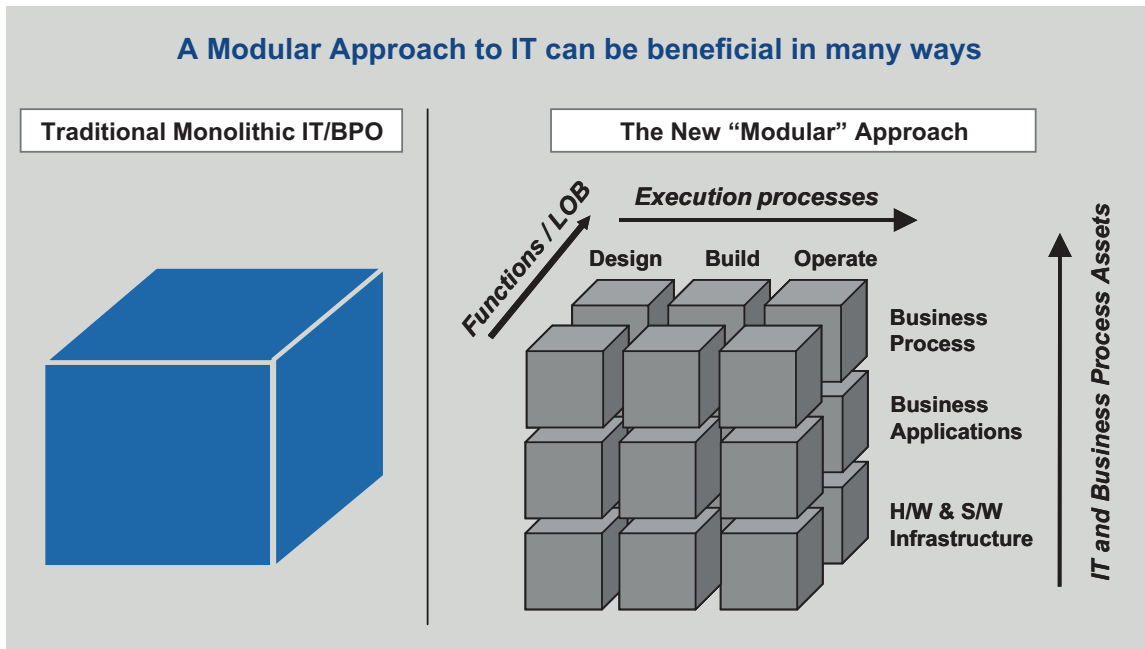 A Modular Approach to IT can be beneficial in many ways
Traditional Monolithic IT/BPO
The New “Modular” Approach
Functions / LOB
Execution processes
Design Build Operate
Business
Process
Business
Applications
H/W & S/W
Infrastructure
IT and Business Process Assets